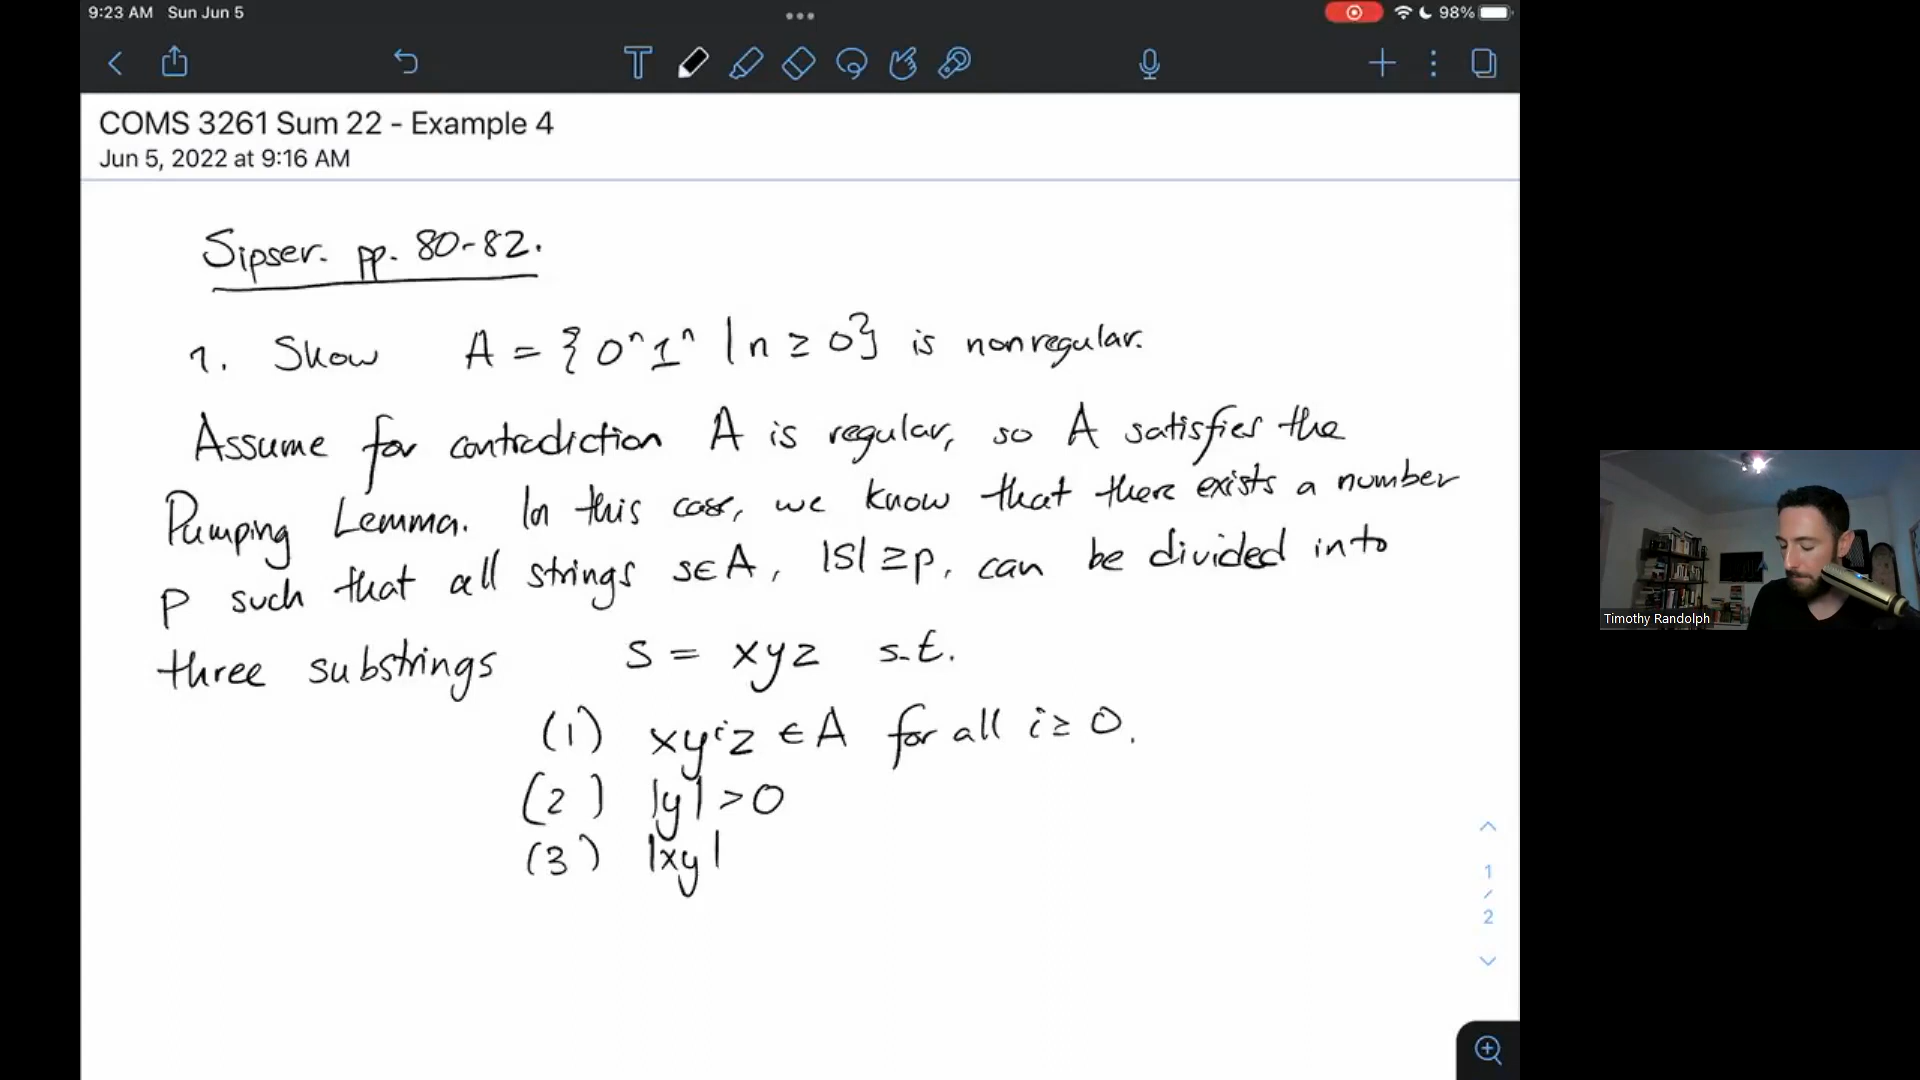 9:23 AM Sun Jun 5
98%
COMS 3261 Sum 22 - Example 4
Jun 5, 2022 at 9:16 AM
Sipser. pp. 80-82.
1. Show A = {0ⁿ1ⁿ | n ≥ 0} is nonregular.
Assume for contradiction A is regular, so A satisfies the
Pumping Lemma. In this case, we know that there exists a number
p such that all strings s∈A, |S| ≥ p, can be divided into
three substrings s = xyz s.t.
(1) xyⁱz ∈ A for all i ≥ 0.
(2) |y| > 0
(3) |xy|
1
/
2
Timothy Randolph